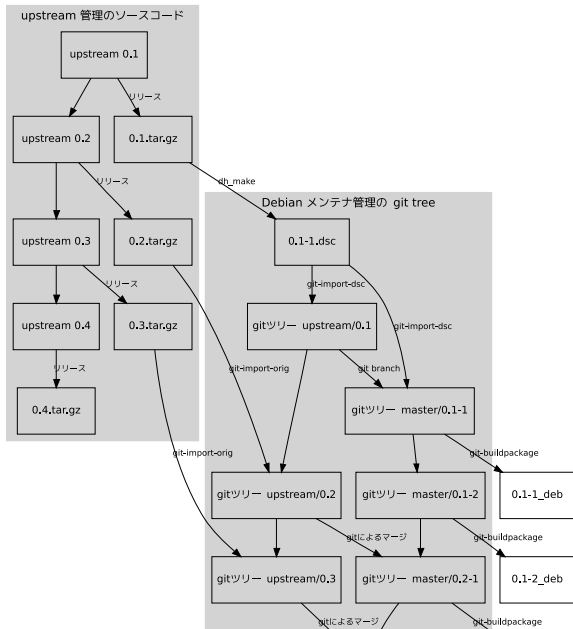 upstream 管理のソースコード
upstream 0.1
リリース
upstream 0.2
0.1.tar.gz
リリース
dh_make
Debian メンテナ管理の git tree
upstream 0.3
0.2.tar.gz
0.1-1.dsc
リリース
git-import-dsc
upstream 0.4
0.3.tar.gz
gitツリー upstream/0.1
git-import-dsc
リリース
git-import-orig
git branch
0.4.tar.gz
gitツリー master/0.1-1
git-import-orig
git-buildpackage
gitツリー upstream/0.2
gitツリー master/0.1-2
0.1-1_deb
gitによるマージ
git-buildpackage
gitツリー upstream/0.3
gitツリー master/0.2-1
0.1-2_deb
gitによるマージ
git-buildpackage